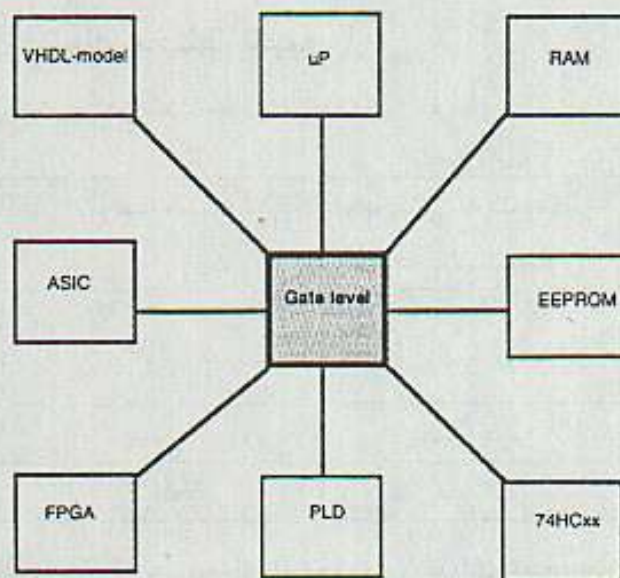 VHDL-model
uP
RAM
ASIC
Gate level
EEPROM
FPGA
PLD
74HCxx